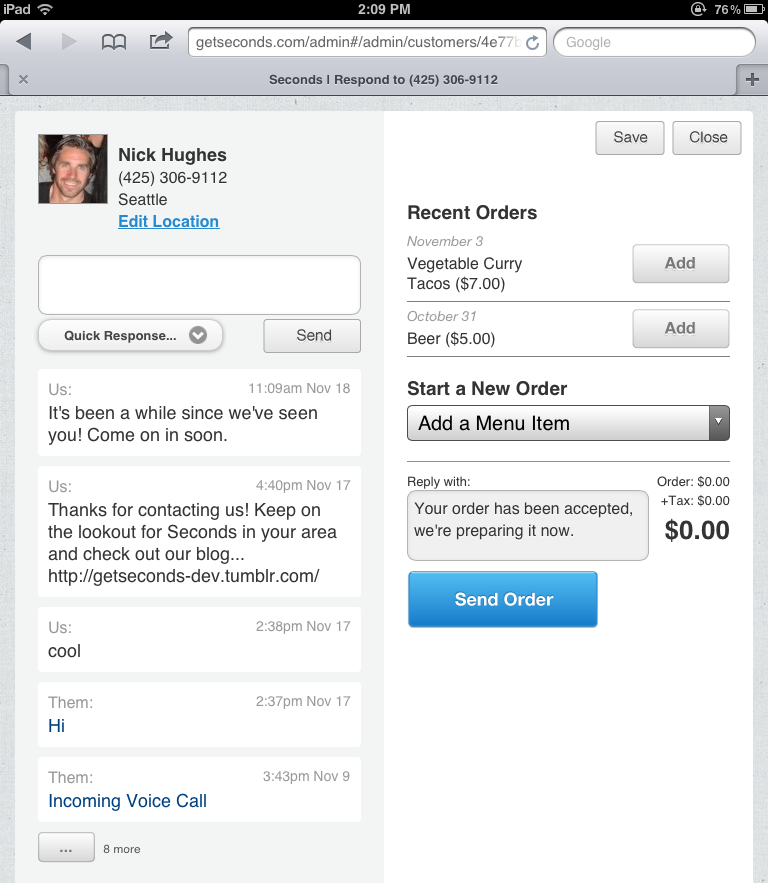 iPad 2:09 PM 76%
getseconds.com/admin#/admin/customers/4e77b
Google
Seconds | Respond to (425) 306-9112
Nick Hughes
(425) 306-9112
Seattle
Edit Location
Quick Response...
Send
Us: 11:09am Nov 18
It's been a while since we've seen
you! Come on in soon.
Us: 4:40pm Nov 17
Thanks for contacting us! Keep on
the lookout for Seconds in your area
and check out our blog...
http://getseconds-dev.tumblr.com/
Us: 2:38pm Nov 17
cool
Them: 2:37pm Nov 17
Hi
Them: 3:43pm Nov 9
Incoming Voice Call
... 8 more
Save Close
Recent Orders
November 3
Vegetable Curry
Tacos ($7.00)
Add
October 31
Beer ($5.00)
Add
Start a New Order
Add a Menu Item
Reply with:
Your order has been accepted,
we're preparing it now.
Order: $0.00
+Tax: $0.00
$0.00
Send Order